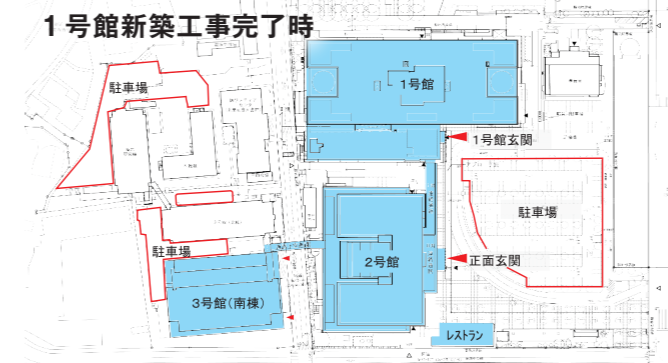 1号館新築工事完了時
駐車場
1号館
1号館玄関
駐車場
駐車場
2号館
正面玄関
3号館(南棟)
レストラン